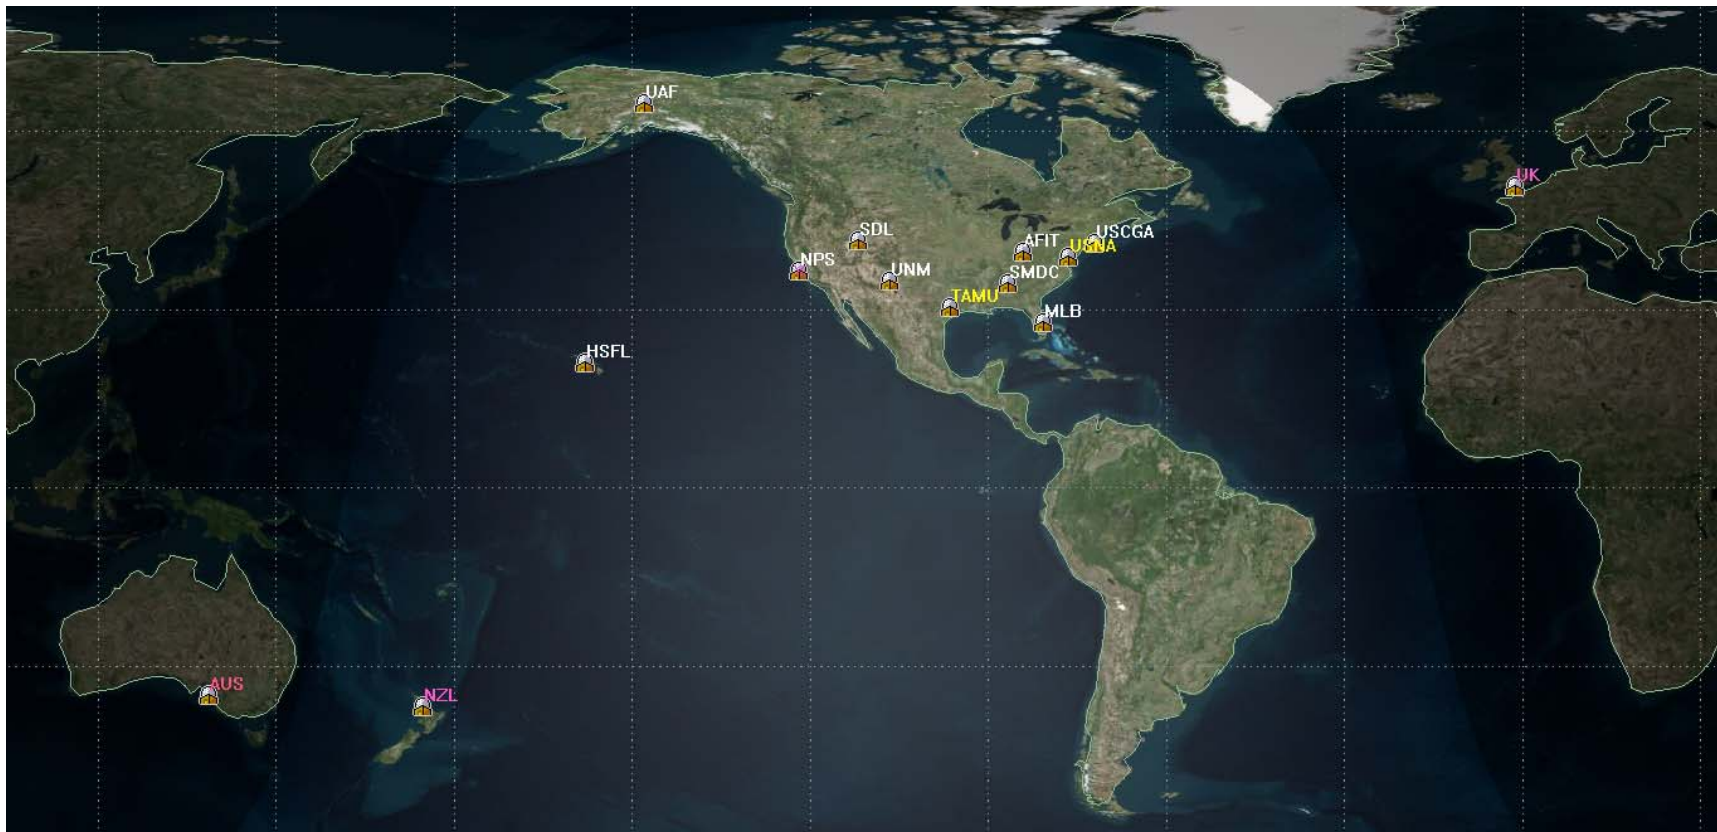 UAF
UK
SDL
AFIT
USCGA
USNA
NPS
UNM
SMDC
TAMU
MLB
HSFL
AUS
NZL